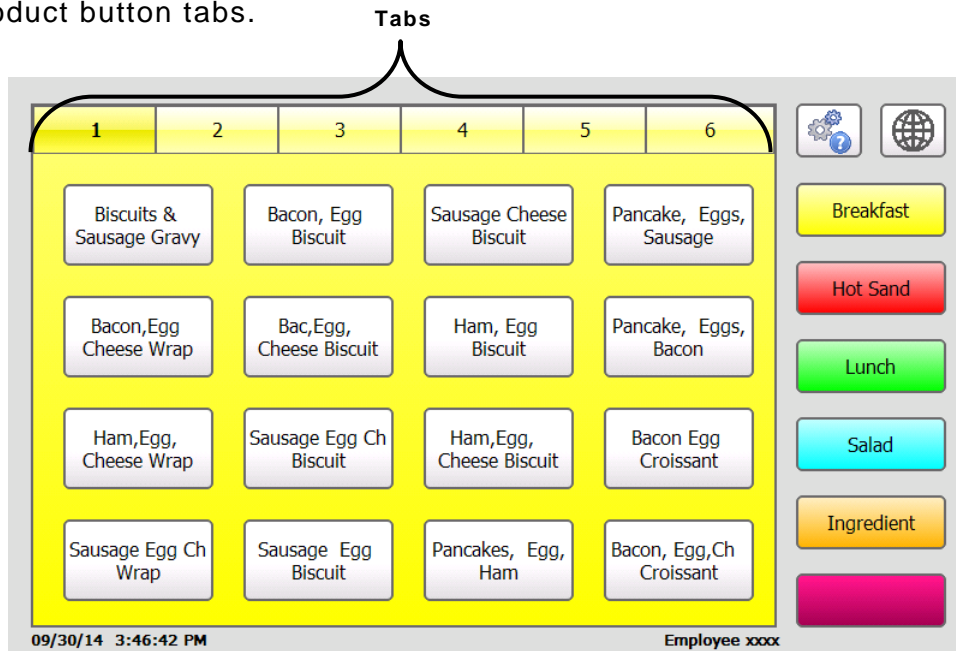 oduct button tabs.
Tabs
1 2 3 4 5 6
Biscuits &
Sausage Gravy
Bacon, Egg
Biscuit
Sausage Cheese
Biscuit
Pancake, Eggs,
Sausage
Bacon,Egg
Cheese Wrap
Bac,Egg,
Cheese Biscuit
Ham, Egg
Biscuit
Pancake, Eggs,
Bacon
Ham,Egg,
Cheese Wrap
Sausage Egg Ch
Biscuit
Ham,Egg,
Cheese Biscuit
Bacon Egg
Croissant
Sausage Egg Ch
Wrap
Sausage Egg
Biscuit
Pancakes, Egg,
Ham
Bacon, Egg,Ch
Croissant
?
Breakfast
Hot Sand
Lunch
Salad
Ingredient
09/30/14 3:46:42 PM
Employee xxxx